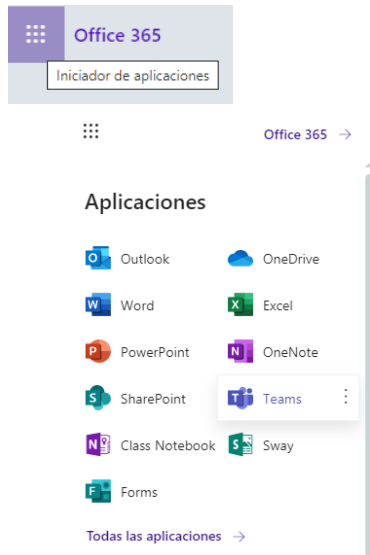 Office 365
Iniciador de aplicaciones
Office 365 →
Aplicaciones
Outlook OneDrive
Word Excel
PowerPoint OneNote
SharePoint Teams
Class Notebook Sway
Forms
Todas las aplicaciones →